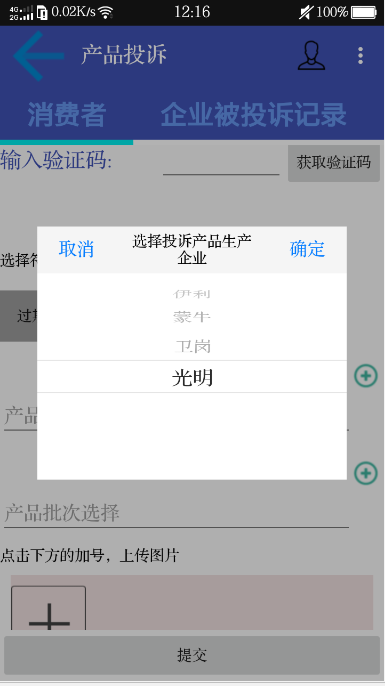 4G 2G 0.02K/s 12:16 100%
产品投诉
消费者 企业被投诉记录
输入验证码: 获取验证码
选择投诉产品生产
企业
取消 确定
选择
过
伊利
蒙牛
卫岗
光明
产品
产品批次选择
点击下方的加号，上传图片
提交